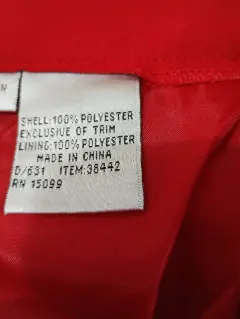 N
SHELL:100% POLYESTER
EXCLUSIVE OF TRIM
LINING:100% POLYESTER
MADE IN CHINA
D/631 ITEM:38442
RN 15099